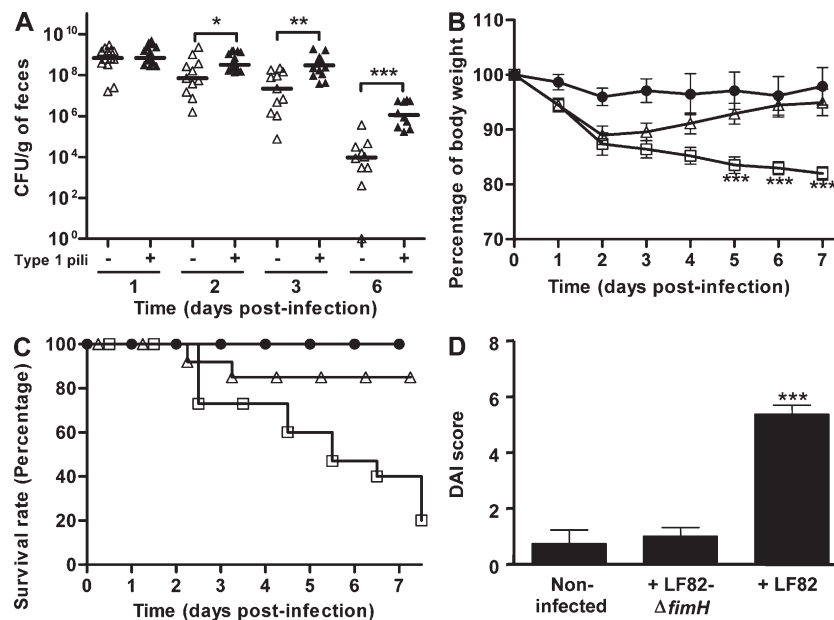 A
CFU/g of feces
10^10
10^8
10^6
10^4
10^2
10^0
* ** ***
Type 1 pili - + - + - + - +
1 2 3 6
Time (days post-infection)
B
Percentage of body weight
110
100
90
80
70
*** *** ***
0 1 2 3 4 5 6 7
Time (days post-infection)
C
Survival rate (Percentage)
100
80
60
40
20
0
0 1 2 3 4 5 6 7
Time (days post-infection)
D
DAI score
8
6
4
2
0
***
Non-
infected
+ LF82-
ΔfimH
+ LF82